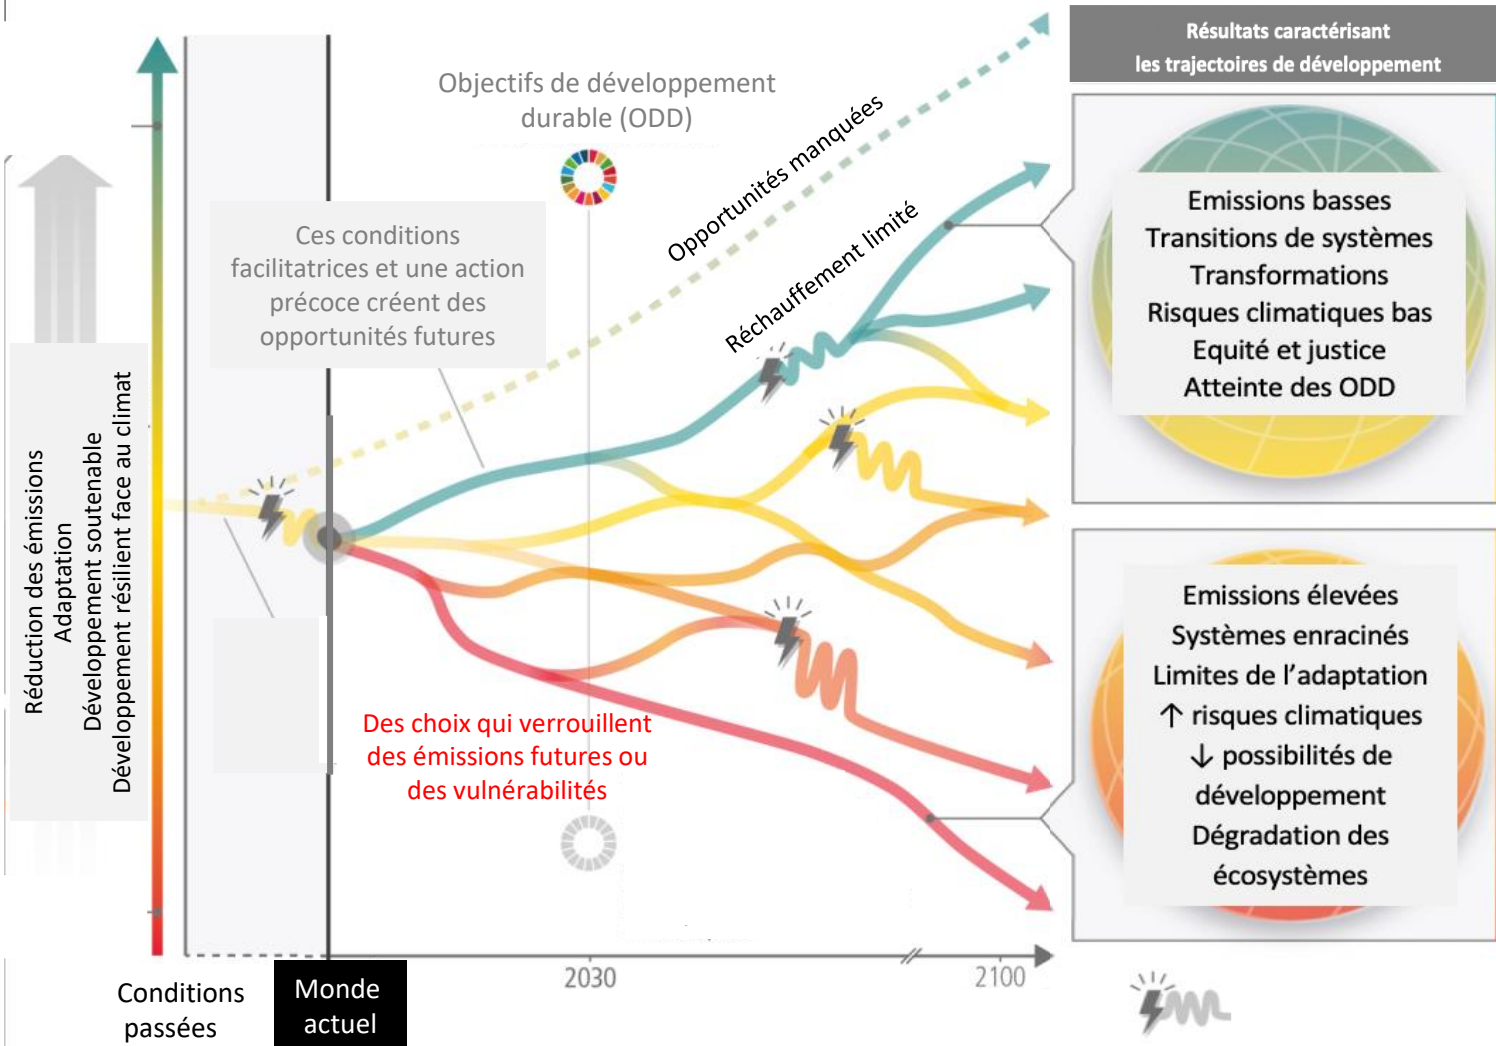 Résultats caractérisant
les trajectoires de développement
Objectifs de développement
durable (ODD)
Opportunités manquées
Réchauffement limité
Ces conditions
facilitatrices et une action
précoce créent des
opportunités futures
Emissions basses
Transitions de systèmes
Transformations
Risques climatiques bas
Equité et justice
Atteinte des ODD
Réduction des émissions
Adaptation
Développement soutenable
Développement résilient face au climat
Des choix qui verrouillent
des émissions futures ou
des vulnérabilités
Emissions élevées
Systèmes enracinés
Limites de l’adaptation
↑ risques climatiques
↓ possibilités de
développement
Dégradation des
écosystèmes
Conditions
passées
Monde
actuel
2030
2100